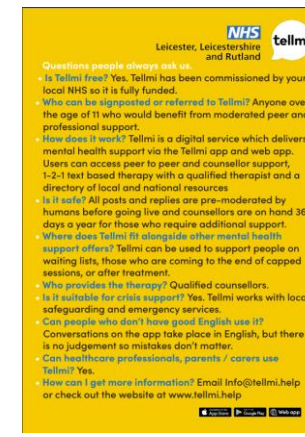 NHS
Leicester, Leicestershire
and Rutland
tellmi
Questions people always ask us.
• Is Tellmi free? Yes. Tellmi has been commissioned by your
local NHS so it is fully funded.
• Who can be signposted or referred to Tellmi? Anyone over
the age of 11 who would benefit from moderated peer and
professional support.
• How does it work? Tellmi is a digital service which delivers
mental health support via the Tellmi app and web app.
Users can access peer to peer and counsellor support,
1-2-1 text based therapy with a qualified therapist and a
directory of local and national resources
• Is it safe? All posts and replies are pre-moderated by
humans before going live and counsellors are on hand 36
days a year for those who require additional support.
• Where does Tellmi fit alongside other mental health
support offers? Tellmi can be used to support people on
waiting lists, those who are coming to the end of capped
sessions, or after treatment.
• Who provides the therapy? Qualified counsellors.
• Is it suitable for crisis support? Yes. Tellmi works with loca
safeguarding and emergency services.
• Can people who don't have good English use it?
Conversations on the app take place in English, but there
is no judgement so mistakes don't matter.
• Can healthcare professionals, parents / carers use
Tellmi? Yes.
• How can I get more information? Email Info@tellmi.help
or check out the website at www.tellmi.help
App Store Google Play Web app